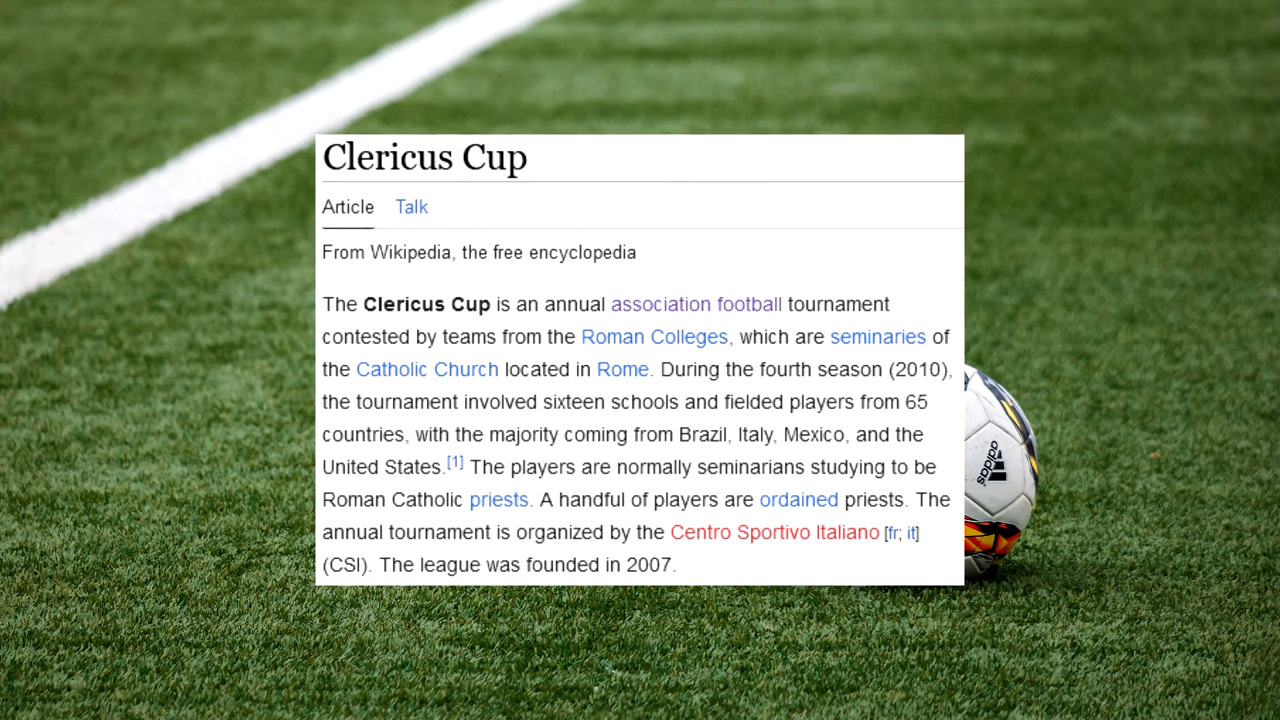 Clericus Cup
Article Talk
From Wikipedia, the free encyclopedia
The Clericus Cup is an annual association football tournament
contested by teams from the Roman Colleges, which are seminaries of
the Catholic Church located in Rome. During the fourth season (2010),
the tournament involved sixteen schools and fielded players from 65
countries, with the majority coming from Brazil, Italy, Mexico, and the
United States.[1] The players are normally seminarians studying to be
Roman Catholic priests. A handful of players are ordained priests. The
annual tournament is organized by the Centro Sportivo Italiano [fr; it]
(CSI). The league was founded in 2007.
adidas